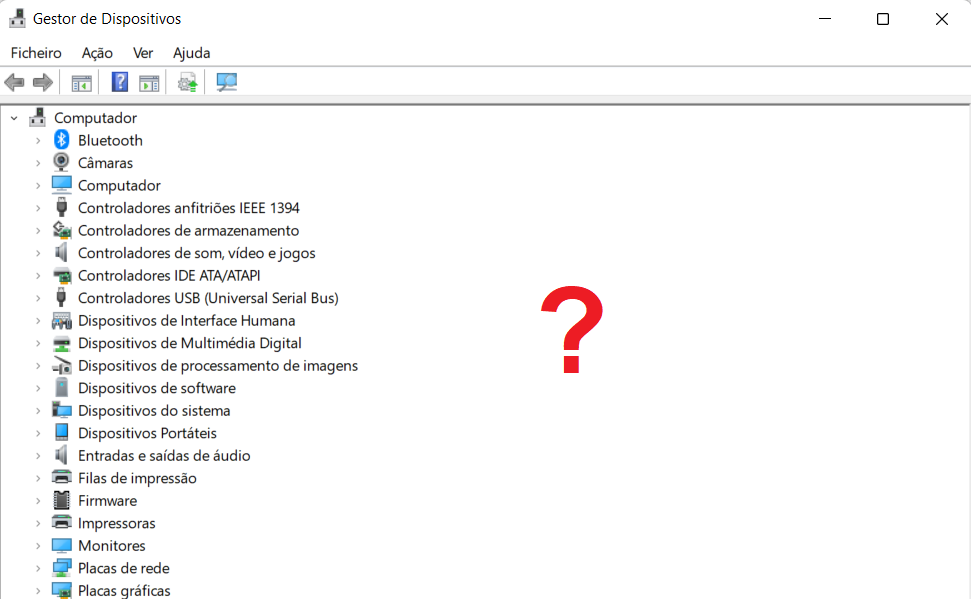 Gestor de Dispositivos
Ficheiro Ação Ver Ajuda
?
Computador
Bluetooth
Câmaras
Computador
Controladores anfitriões IEEE 1394
Controladores de armazenamento
Controladores de som, vídeo e jogos
Controladores IDE ATA/ATAPI
Controladores USB (Universal Serial Bus)
Dispositivos de Interface Humana
Dispositivos de Multimédia Digital
Dispositivos de processamento de imagens
Dispositivos de software
Dispositivos do sistema
Dispositivos Portáteis
Entradas e saídas de áudio
Filas de impressão
Firmware
Impressoras
Monitores
Placas de rede
Placas gráficas
?